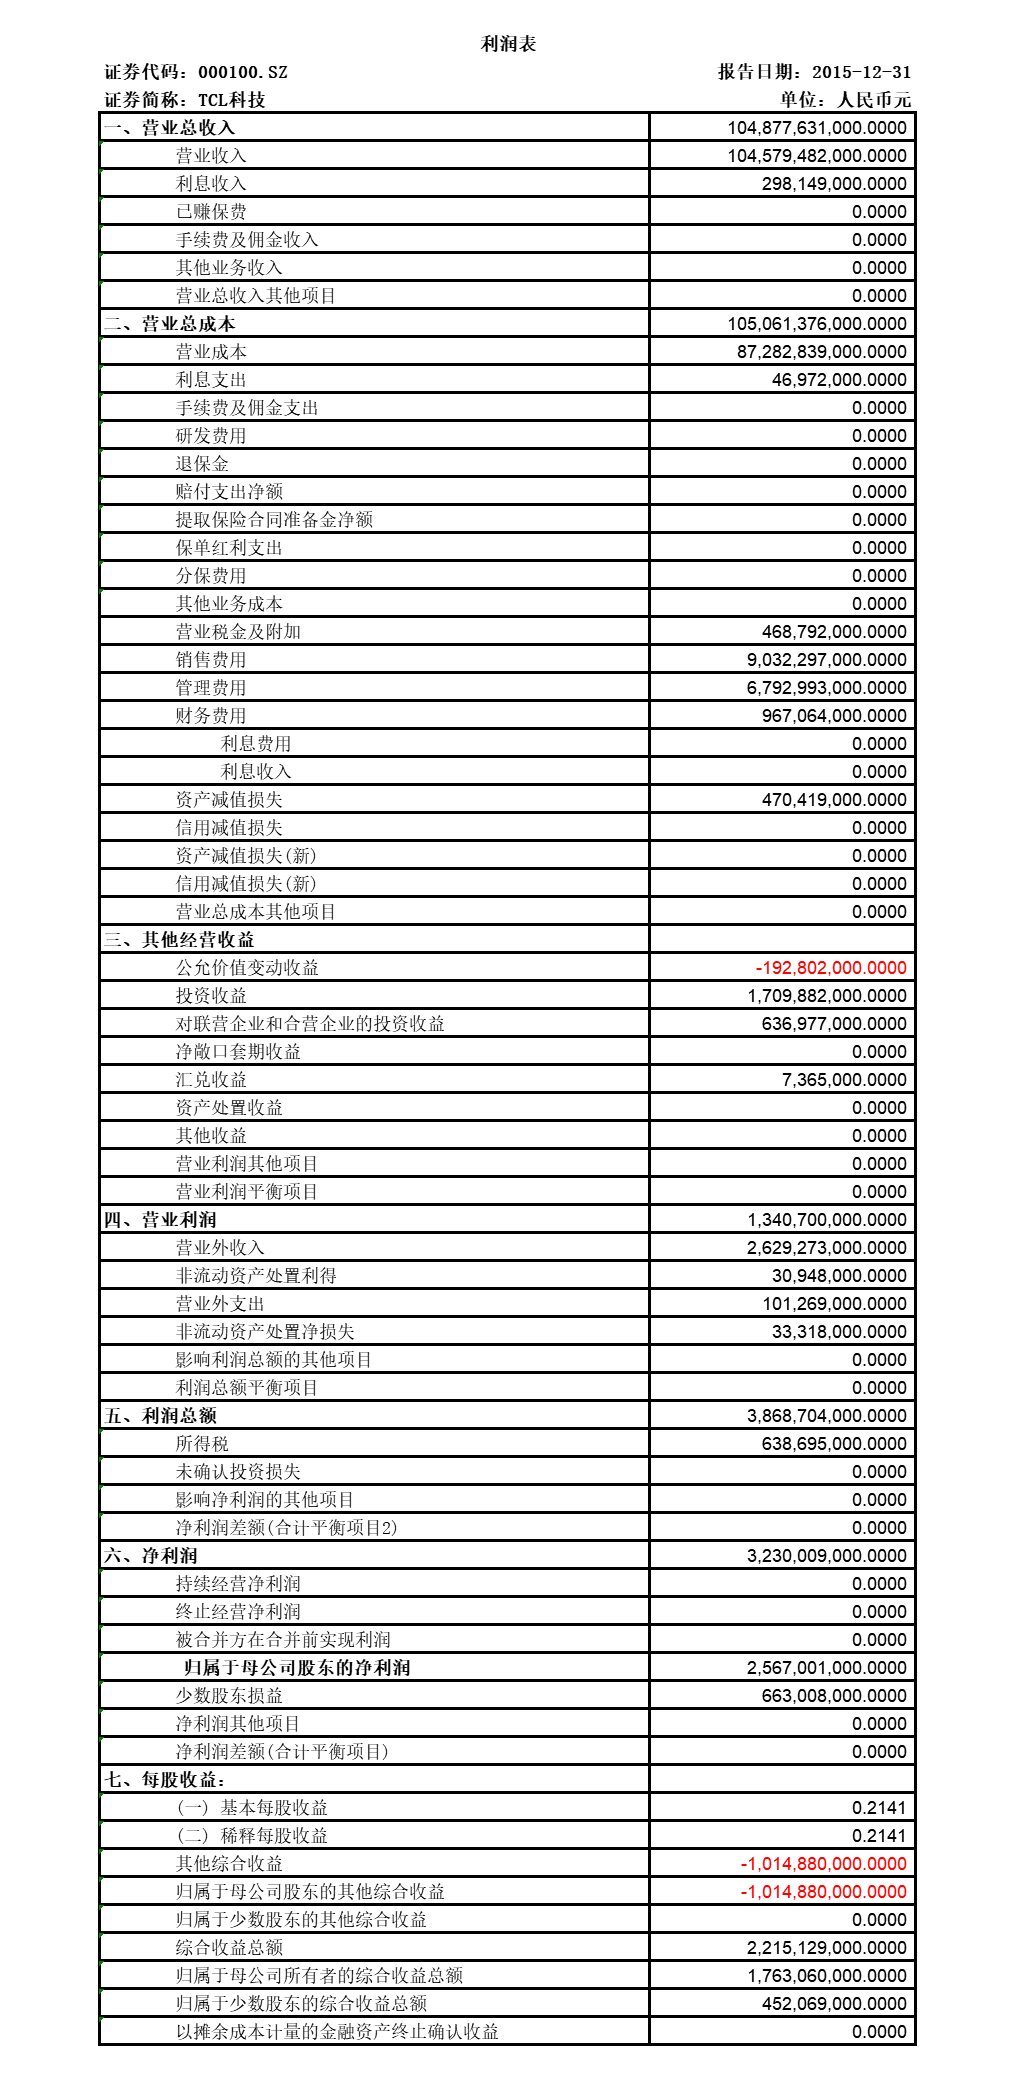 利润表
证券代码：000100.SZ 报告日期：2015-12-31
证券简称：TCL科技 单位：人民币元
一、营业总收入 104,877,631,000.0000
营业收入 104,579,482,000.0000
利息收入 298,149,000.0000
已赚保费 0.0000
手续费及佣金收入 0.0000
其他业务收入 0.0000
营业总收入其他项目 0.0000
二、营业总成本 105,061,376,000.0000
营业成本 87,282,839,000.0000
利息支出 46,972,000.0000
手续费及佣金支出 0.0000
研发费用 0.0000
退保金 0.0000
赔付支出净额 0.0000
提取保险合同准备金净额 0.0000
保单红利支出 0.0000
分保费用 0.0000
其他业务成本 0.0000
营业税金及附加 468,792,000.0000
销售费用 9,032,297,000.0000
管理费用 6,792,993,000.0000
财务费用 967,064,000.0000
利息费用 0.0000
利息收入 0.0000
资产减值损失 470,419,000.0000
信用减值损失 0.0000
资产减值损失(新) 0.0000
信用减值损失(新) 0.0000
营业总成本其他项目 0.0000
三、其他经营收益
公允价值变动收益 -192,802,000.0000
投资收益 1,709,882,000.0000
对联营企业和合营企业的投资收益 636,977,000.0000
净敞口套期收益 0.0000
汇兑收益 7,365,000.0000
资产处置收益 0.0000
其他收益 0.0000
营业利润其他项目 0.0000
营业利润平衡项目 0.0000
四、营业利润 1,340,700,000.0000
营业外收入 2,629,273,000.0000
非流动资产处置利得 30,948,000.0000
营业外支出 101,269,000.0000
非流动资产处置净损失 33,318,000.0000
影响利润总额的其他项目 0.0000
利润总额平衡项目 0.0000
五、利润总额 3,868,704,000.0000
所得税 638,695,000.0000
未确认投资损失 0.0000
影响净利润的其他项目 0.0000
净利润差额(合计平衡项目2) 0.0000
六、净利润 3,230,009,000.0000
持续经营净利润 0.0000
终止经营净利润 0.0000
被合并方在合并前实现利润 0.0000
归属于母公司股东的净利润 2,567,001,000.0000
少数股东损益 663,008,000.0000
净利润其他项目 0.0000
净利润差额(合计平衡项目) 0.0000
七、每股收益：
(一) 基本每股收益 0.2141
(二) 稀释每股收益 0.2141
其他综合收益 -1,014,880,000.0000
归属于母公司股东的其他综合收益 -1,014,880,000.0000
归属于少数股东的其他综合收益 0.0000
综合收益总额 2,215,129,000.0000
归属于母公司所有者的综合收益总额 1,763,060,000.0000
归属于少数股东的综合收益总额 452,069,000.0000
以摊余成本计量的金融资产终止确认收益 0.0000